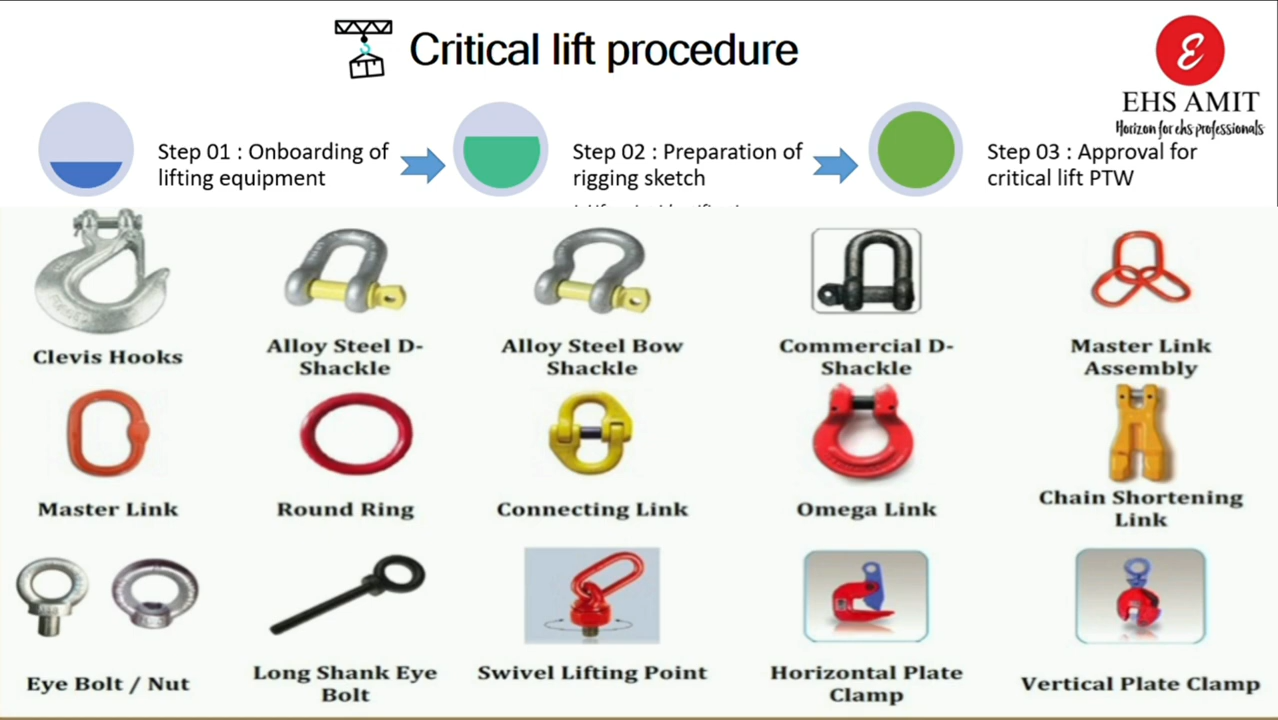 Critical lift procedure
EHS AMIT
Horizon for ehs professionals
Step 01 : Onboarding of
lifting equipment
Step 02 : Preparation of
rigging sketch
Step 03 : Approval for
critical lift PTW
Clevis Hooks
Alloy Steel D-
Shackle
Alloy Steel Bow
Shackle
Commercial D-
Shackle
Master Link
Assembly
Master Link
Round Ring
Connecting Link
Omega Link
Chain Shortening
Link
Eye Bolt / Nut
Long Shank Eye
Bolt
Swivel Lifting Point
Horizontal Plate
Clamp
Vertical Plate Clamp